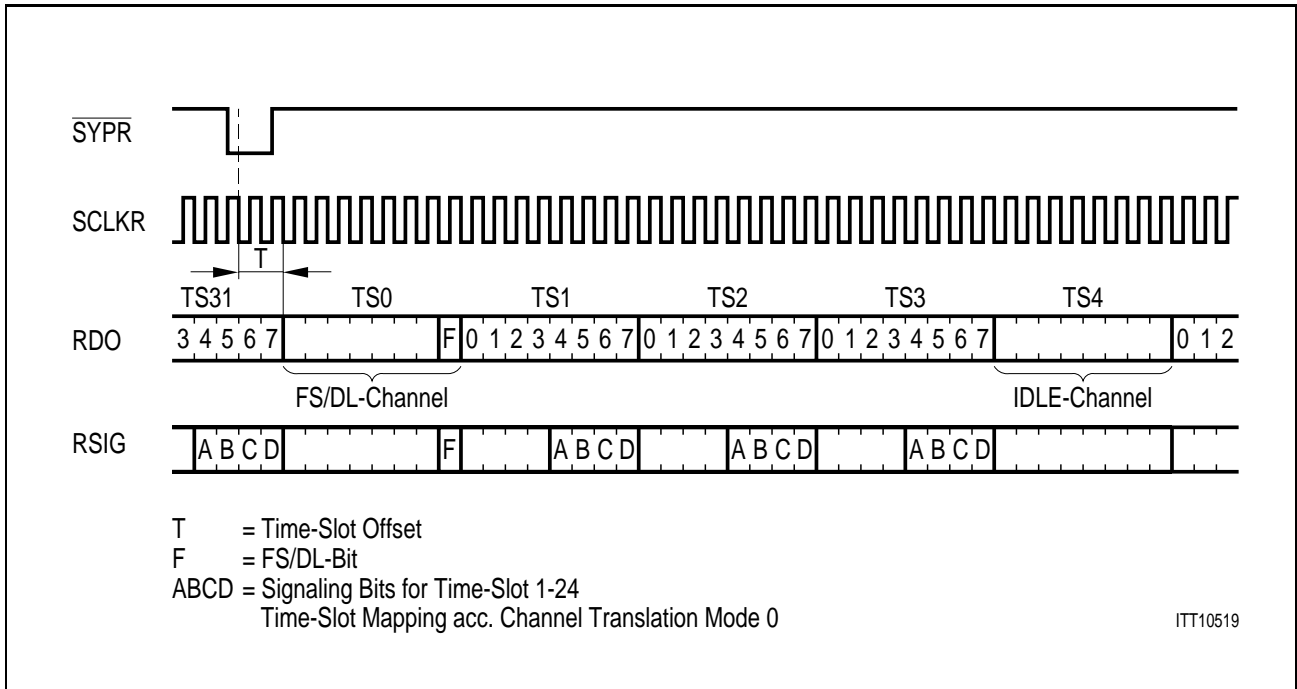 SYPR
SCLKR
T
TS31 TS0 TS1 TS2 TS3 TS4
RDO 3 4 5 6 7 F 0 1 2 3 4 5 6 7 0 1 2 3 4 5 6 7 0 1 2 3 4 5 6 7 0 1 2
FS/DL-Channel IDLE-Channel
RSIG A B C D F A B C D A B C D A B C D
T = Time-Slot Offset
F = FS/DL-Bit
ABCD = Signaling Bits for Time-Slot 1-24
Time-Slot Mapping acc. Channel Translation Mode 0
ITT10519